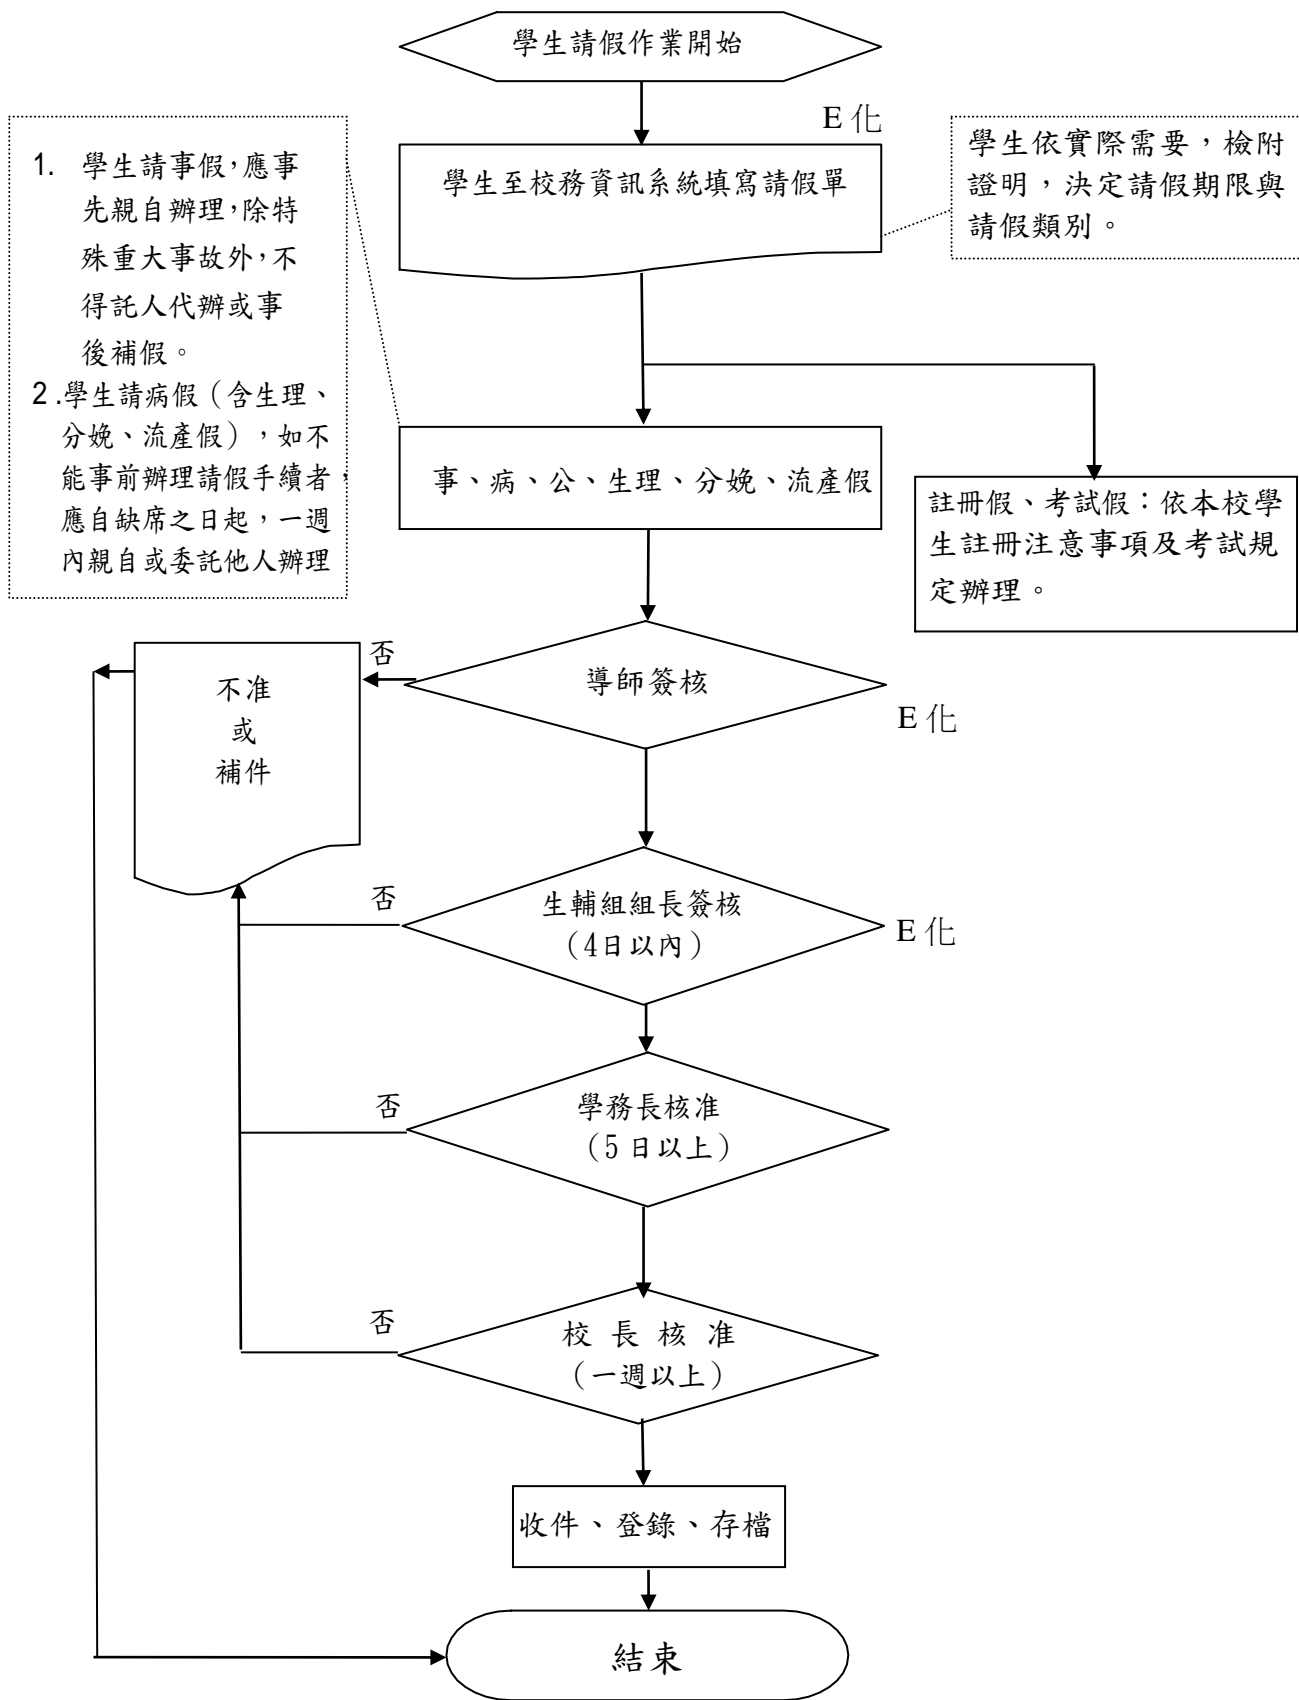 學生請假作業開始
E 化
學生至校務資訊系統填寫請假單
學生依實際需要，檢附
證明，決定請假期限與
請假類別。
1. 學生請事假，應事
先親自辦理，除特
殊重大事故外，不
得託人代辦或事
後補假。
2.學生請病假（含生理、
分娩、流產假），如不
能事前辦理請假手續者，
應自缺席之日起，一週
內親自或委託他人辦理
事、病、公、生理、分娩、流產假
註冊假、考試假：依本校學
生註冊注意事項及考試規
定辦理。
否
導師簽核
E 化
不准
或
補件
否
生輔組組長簽核
（4日以內）
E 化
否
學務長核准
（5 日以上）
否
校 長 核 准
（一週以上）
收件、登錄、存檔
結束